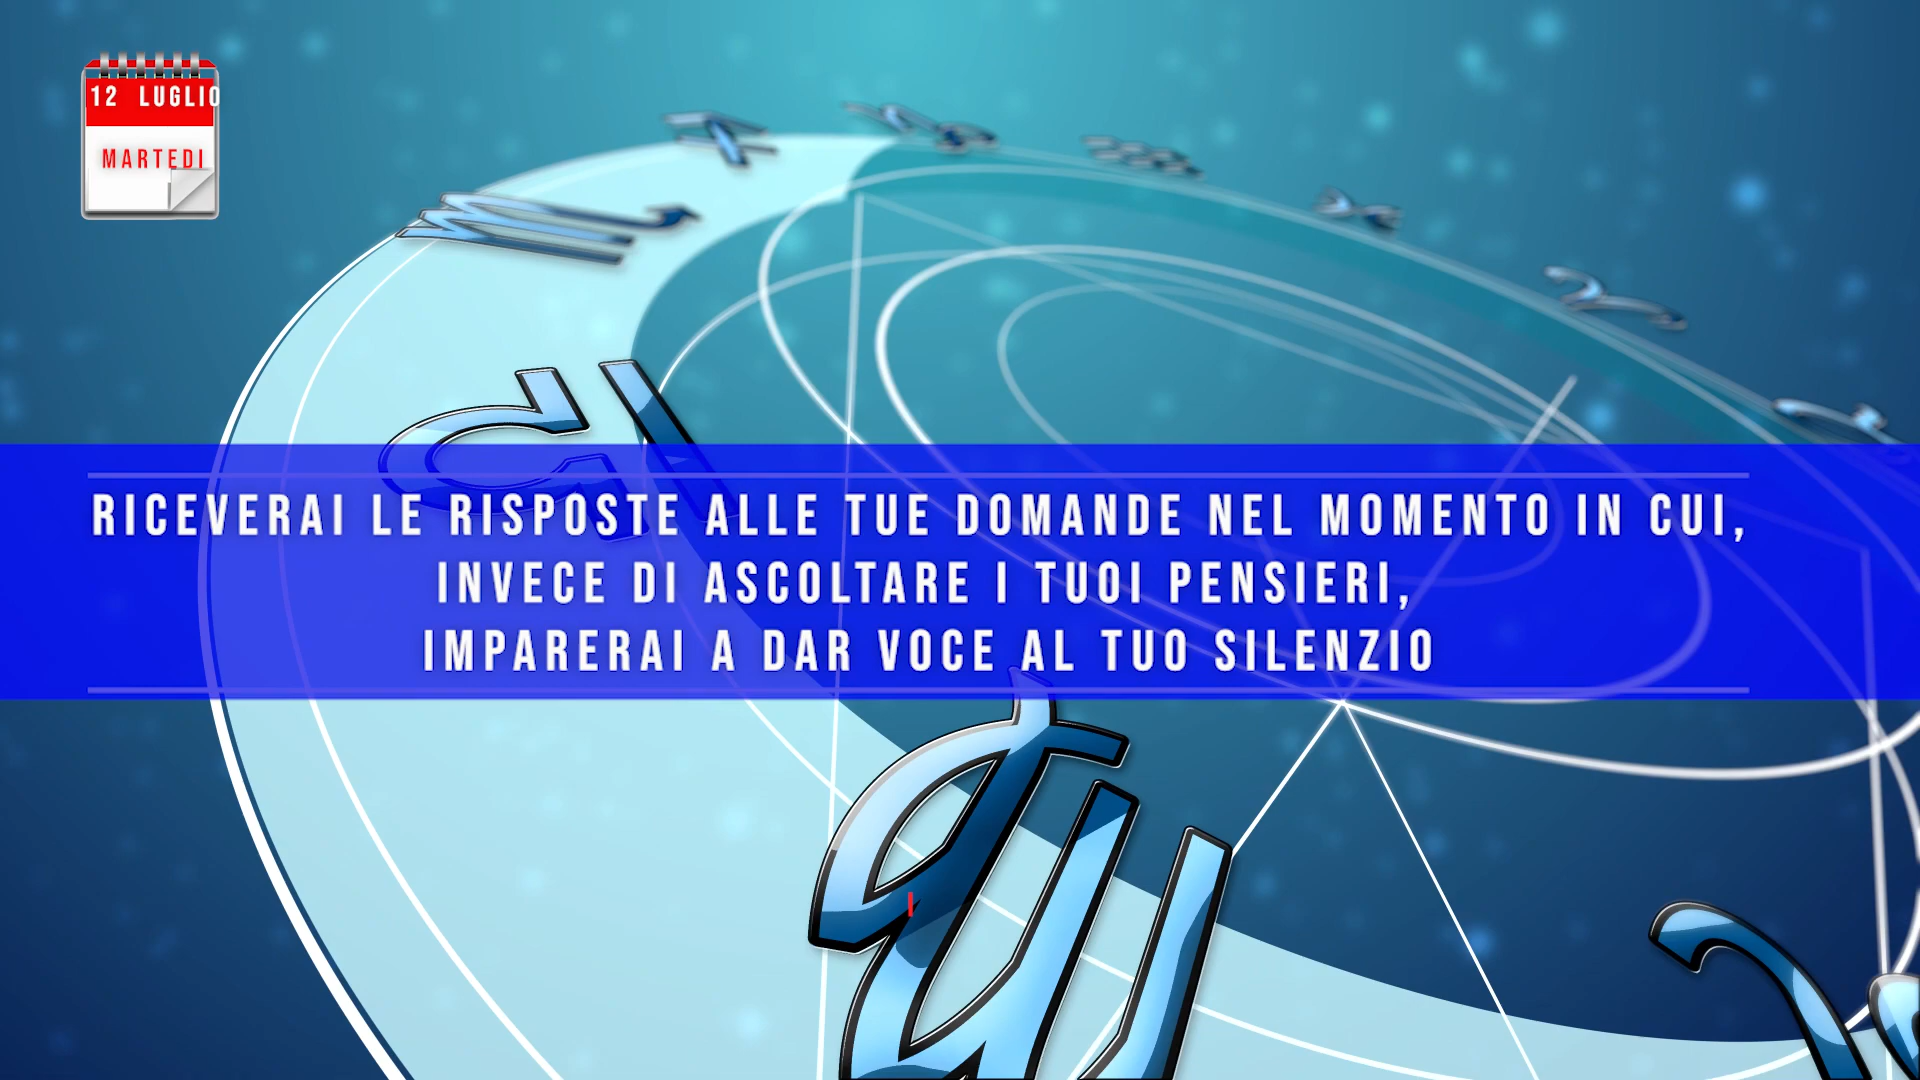 12 LUGLIO
MARTEDI
RICEVERAI LE RISPOSTE ALLE TUE DOMANDE NEL MOMENTO IN CUI,
INVECE DI ASCOLTARE I TUOI PENSIERI,
IMPARERAI A DAR VOCE AL TUO SILENZIO